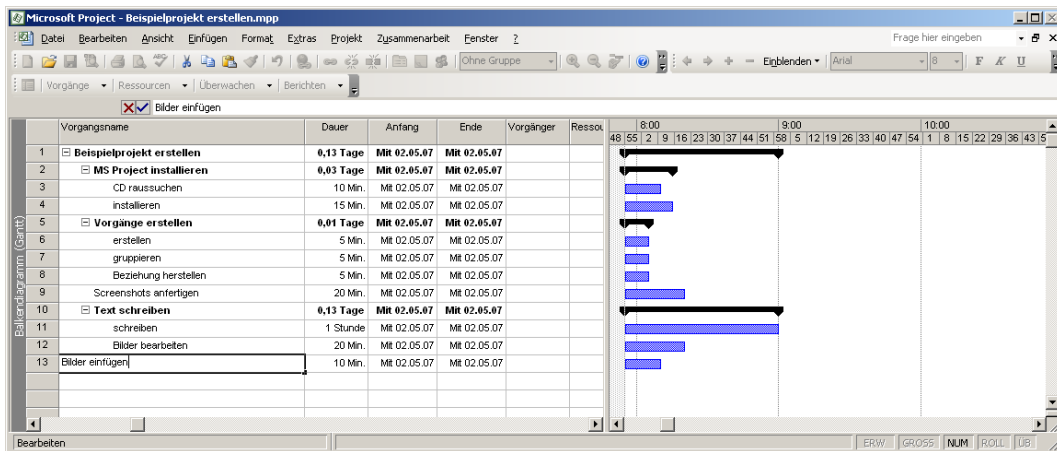 Microsoft Project - Beispielprojekt erstellen.mpp
Datei Bearbeiten Ansicht Einfügen Format Extras Projekt Zusammenarbeit Fenster ? Frage hier eingeben
Ohne Gruppe Einblenden Arial 8 F K U
Vorgänge Ressourcen Überwachen Berichten
Bilder einfügen
Vorgangsname Dauer Anfang Ende Vorgänger Ressou 8:00 9:00 10:00
48 55 2 9 16 23 30 37 44 51 58 5 12 19 26 33 40 47 54 1 8 15 22 29 36 43 5
1 Beispielprojekt erstellen 0,13 Tage Mit 02.05.07 Mit 02.05.07
2 MS Project installieren 0,03 Tage Mit 02.05.07 Mit 02.05.07
3 CD raussuchen 10 Min. Mit 02.05.07 Mit 02.05.07
4 installieren 15 Min. Mit 02.05.07 Mit 02.05.07
5 Vorgänge erstellen 0,01 Tage Mit 02.05.07 Mit 02.05.07
6 erstellen 5 Min. Mit 02.05.07 Mit 02.05.07
7 gruppieren 5 Min. Mit 02.05.07 Mit 02.05.07
8 Beziehung herstellen 5 Min. Mit 02.05.07 Mit 02.05.07
9 Screenshots anfertigen 20 Min. Mit 02.05.07 Mit 02.05.07
10 Text schreiben 0,13 Tage Mit 02.05.07 Mit 02.05.07
11 schreiben 1 Stunde Mit 02.05.07 Mit 02.05.07
12 Bilder bearbeiten 20 Min. Mit 02.05.07 Mit 02.05.07
13 Bilder einfügen 10 Min. Mit 02.05.07 Mit 02.05.07
Balkendiagramm (Gantt)
Bearbeiten ERW GROSS NUM ROLL ÜB